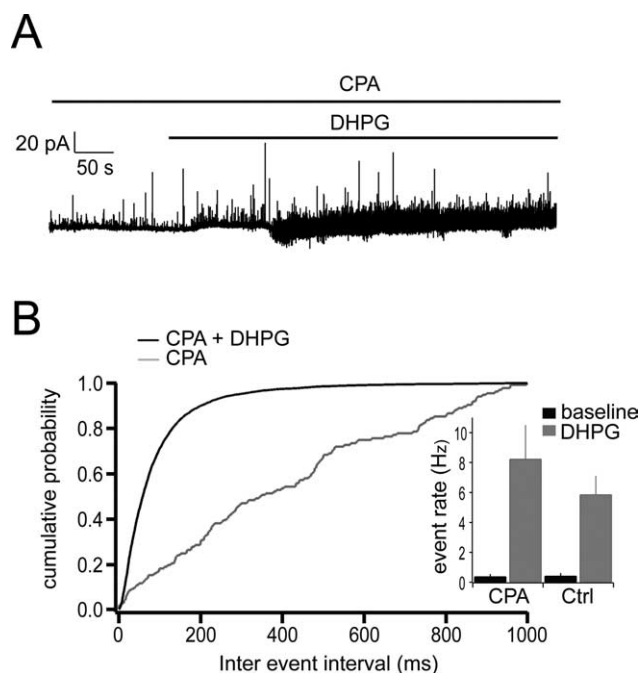 A
CPA
DHPG
20 pA
50 s
B
CPA + DHPG
CPA
cumulative probability
1.0
0.8
0.6
0.4
0.2
0.0
0 200 400 600 800 1000
Inter event interval (ms)
baseline
DHPG
event rate (Hz)
10
8
6
4
2
0
CPA Ctrl